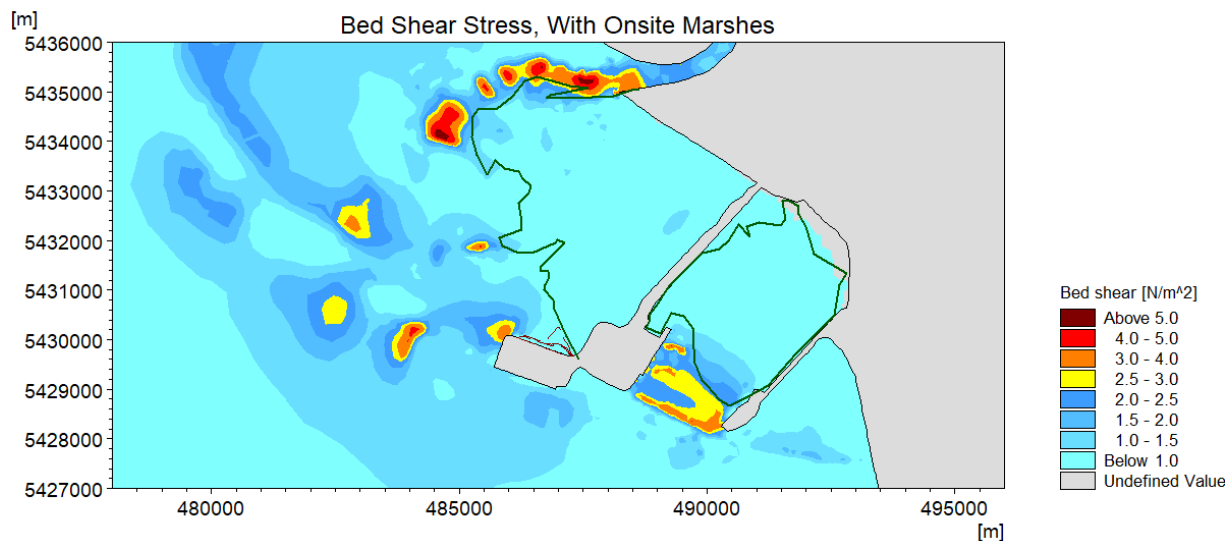 Bed Shear Stress, With Onsite Marshes
[m]
5436000
5435000
5434000
5433000
5432000
5431000
5430000
5429000
5428000
5427000
480000
485000
490000
495000
[m]
Bed shear [N/m^2]
Above 5.0
4.0 - 5.0
3.0 - 4.0
2.5 - 3.0
2.0 - 2.5
1.5 - 2.0
1.0 - 1.5
Below 1.0
Undefined Value